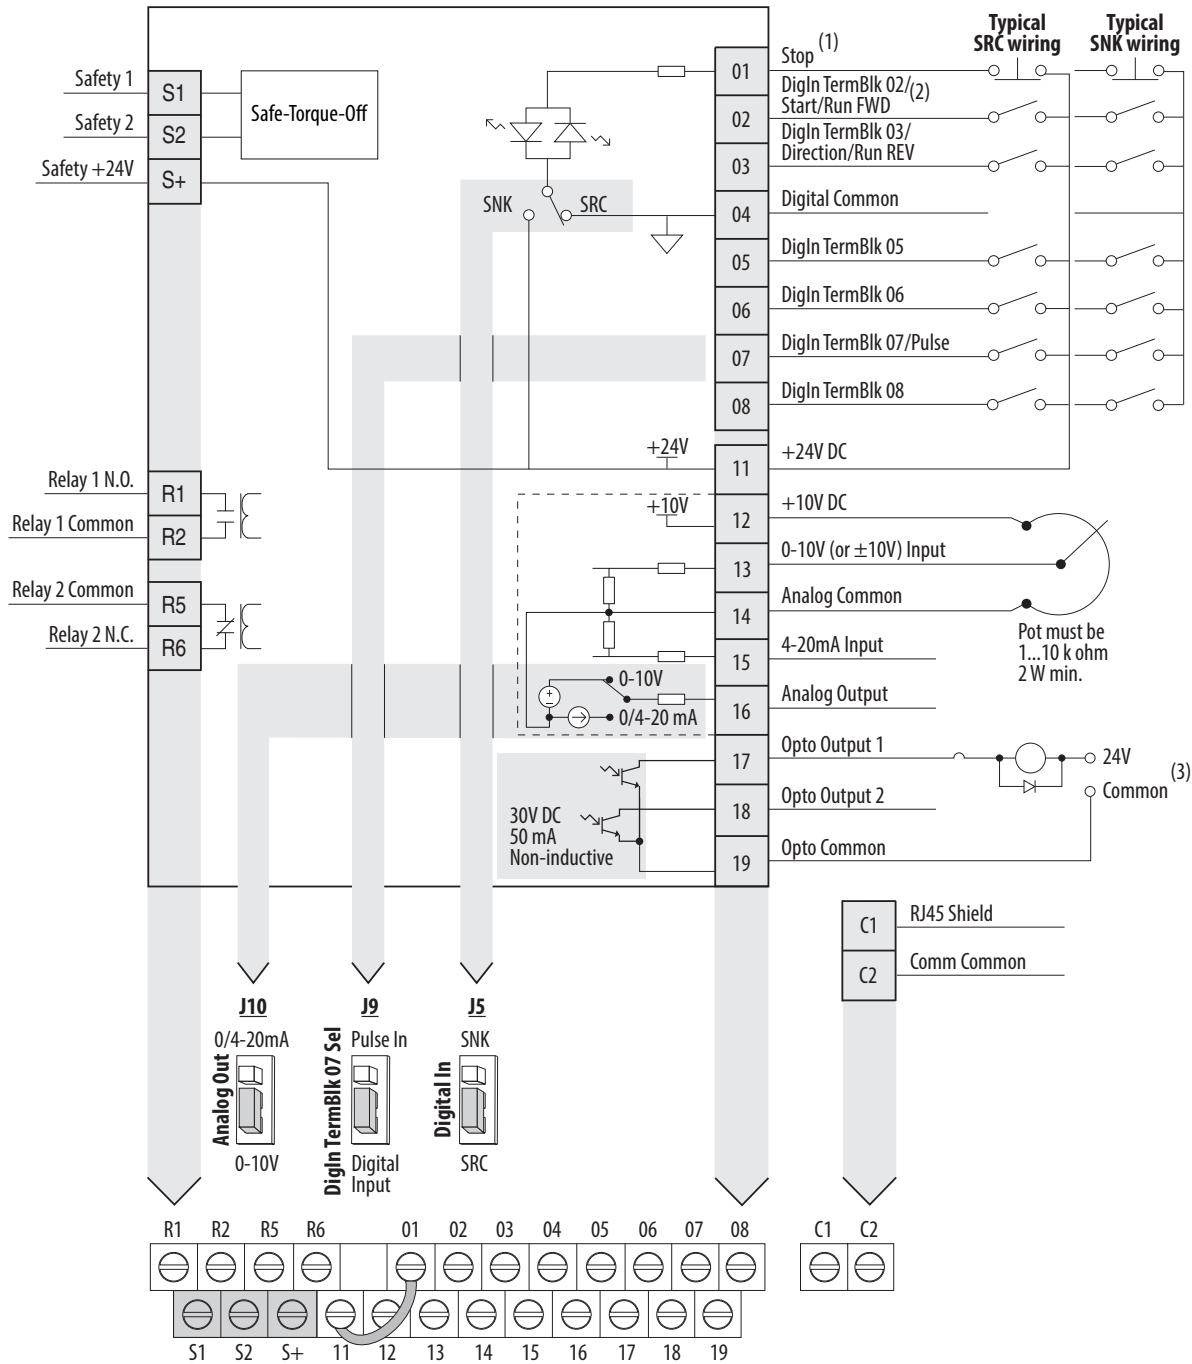 Typical
SRC wiring
Typical
SNK wiring
Safety 1
S1
Safety 2
S2
Safety +24V
S+
Safe-Torque-Off
SNK
SRC
01
Stop (1)
02
DigIn TermBlk 02/
Start/Run FWD (2)
03
DigIn TermBlk 03/
Direction/Run REV
04
Digital Common
05
DigIn TermBlk 05
06
DigIn TermBlk 06
07
DigIn TermBlk 07/Pulse
08
DigIn TermBlk 08
+24V
11
+24V DC
Relay 1 N.O.
R1
Relay 1 Common
R2
Relay 2 Common
R5
Relay 2 N.C.
R6
+10V
12
+10V DC
13
0-10V (or ±10V) Input
14
Analog Common
Pot must be
1...10 k ohm
2 W min.
15
4-20mA Input
0-10V
0/4-20 mA
+
−
16
Analog Output
17
Opto Output 1
24V
Common (3)
18
Opto Output 2
19
Opto Common
30V DC
50 mA
Non-inductive
C1
RJ45 Shield
C2
Comm Common
J10
0/4-20mA
Analog Out
0-10V
J9
Pulse In
DigIn TermBlk 07 Sel
Digital
Input
J5
SNK
Digital In
SRC
R1 R2 R5 R6 01 02 03 04 05 06 07 08 C1 C2
S1 S2 S+ 11 12 13 14 15 16 17 18 19